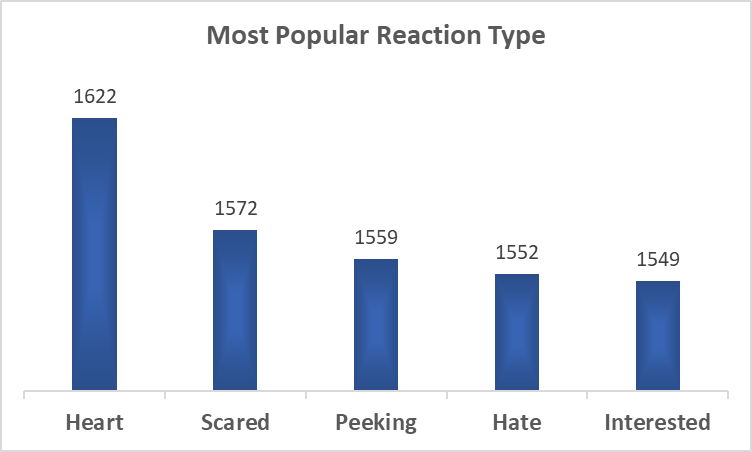 Most Popular Reaction Type
1622
1572
1559
1552
1549
Heart
Scared
Peeking
Hate
Interested